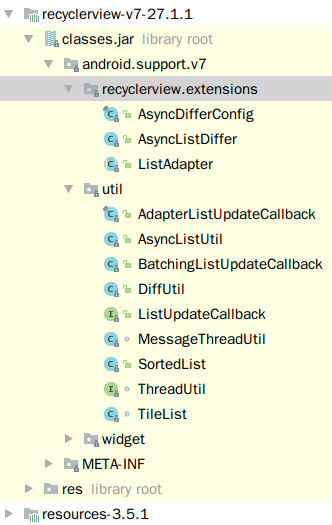 recyclerview-v7-27.1.1
classes.jar library root
android.support.v7
recyclerview.extensions
AsyncDifferConfig
AsyncListDiffer
ListAdapter
util
AdapterListUpdateCallback
AsyncListUtil
BatchingListUpdateCallback
DiffUtil
ListUpdateCallback
MessageThreadUtil
SortedList
ThreadUtil
TileList
widget
META-INF
res library root
resources-3.5.1